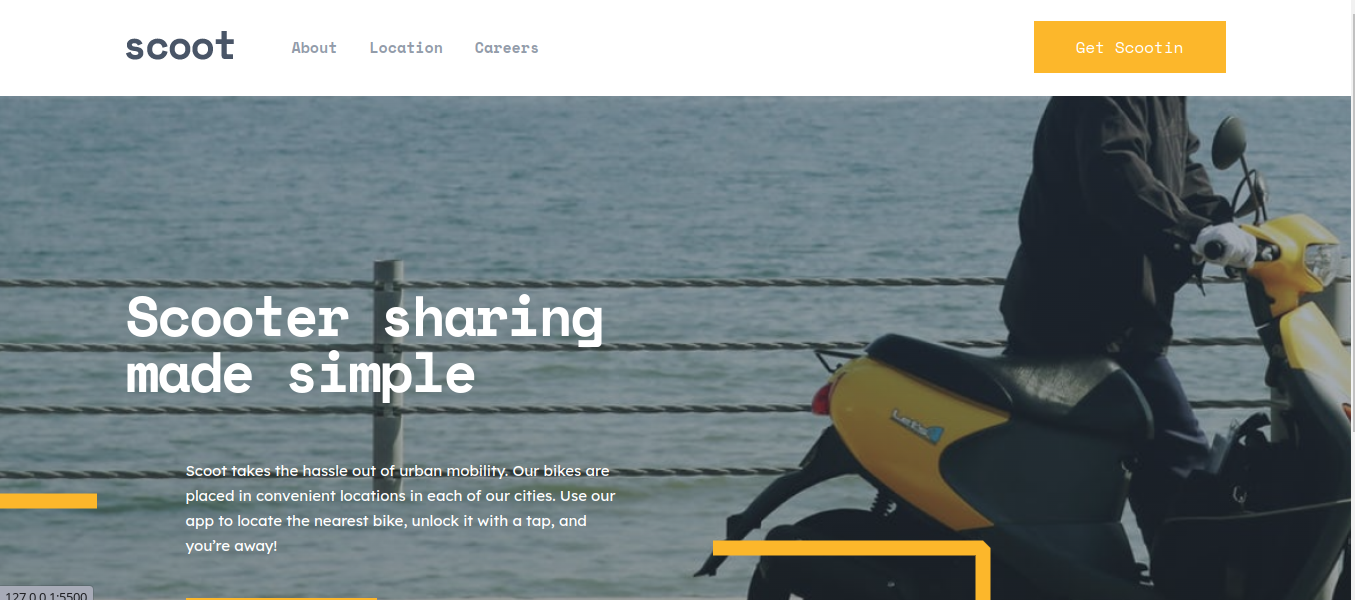 scoot
About
Location
Careers
Get Scootin
Scooter sharing
made simple
Let's
Scoot takes the hassle out of urban mobility. Our bikes are
placed in convenient locations in each of our cities. Use our
app to locate the nearest bike, unlock it with a tap, and
you’re away!
127.0.0.1:5500